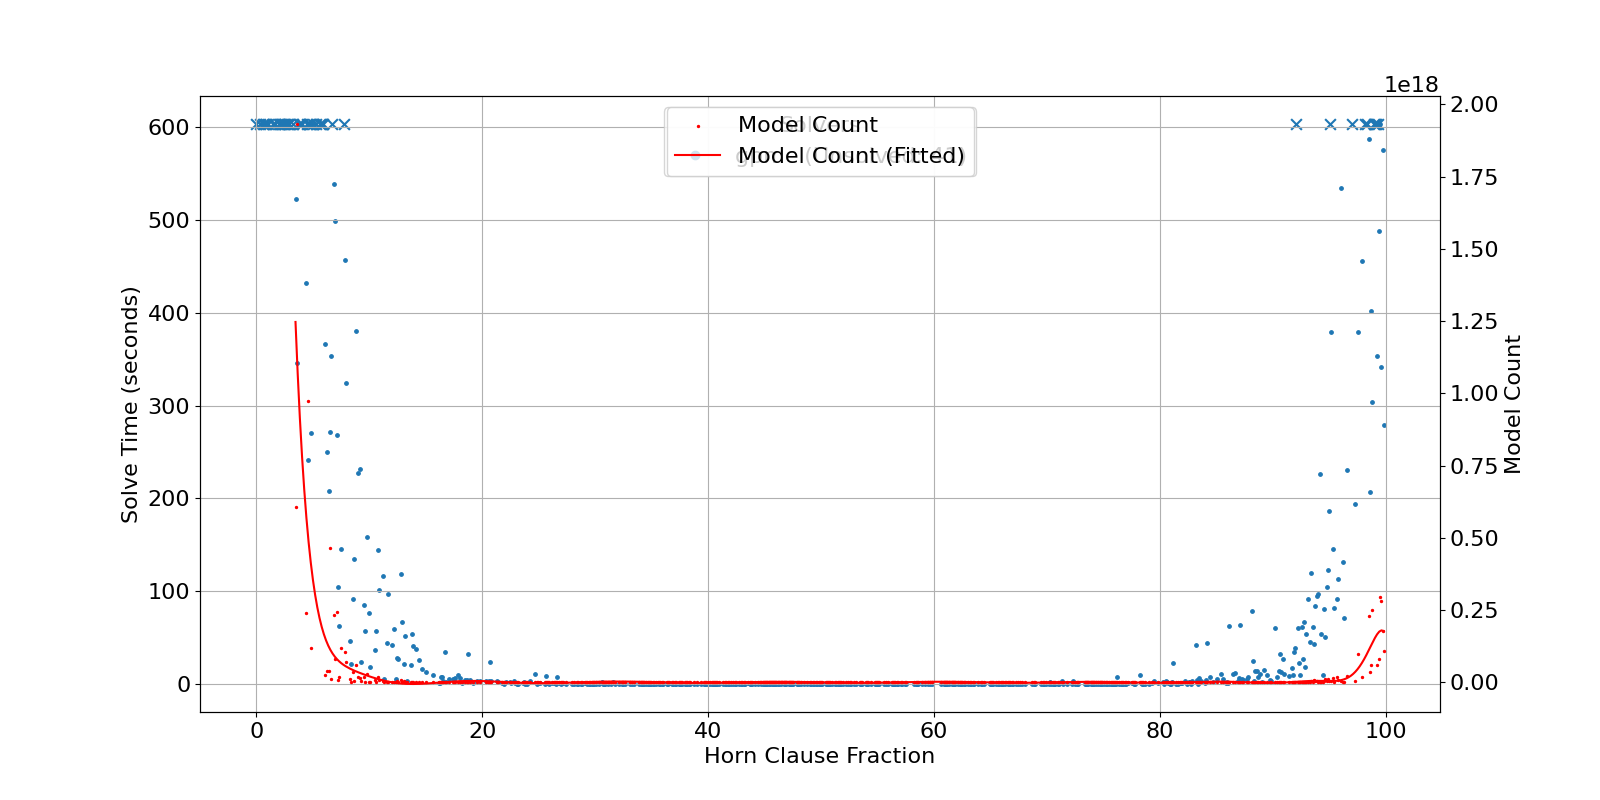 1e18
600
500
400
300
200
100
0
Solve Time (seconds)
Model Count
Model Count (Fitted)
2.00
1.75
1.50
1.25
1.00
0.75
0.50
0.25
0.00
Model Count
0 20 40 60 80 100
Horn Clause Fraction